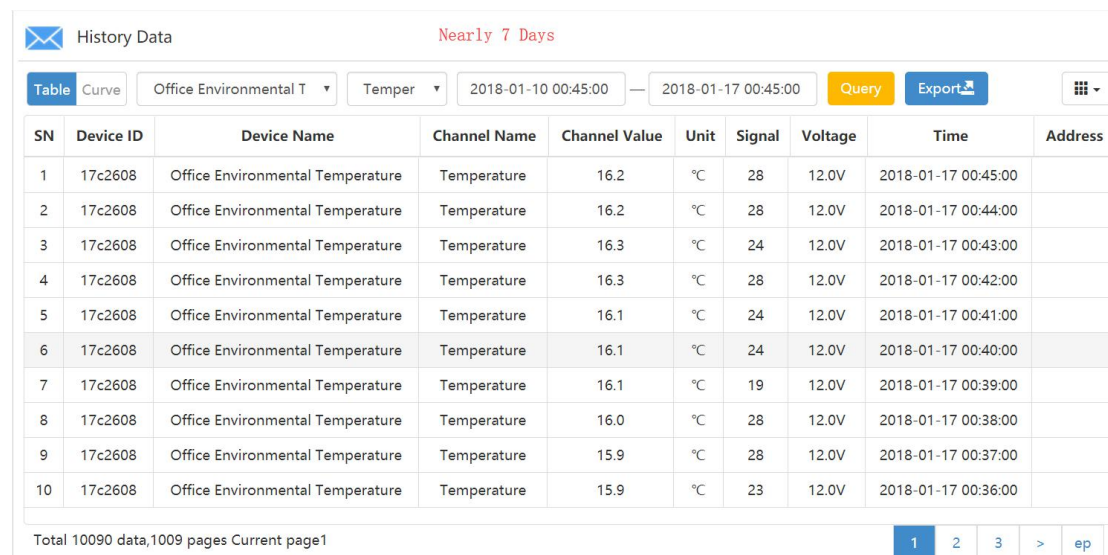 History Data Nearly 7 Days
Table Curve Office Environmental T Temper 2018-01-10 00:45:00 — 2018-01-17 00:45:00 Query Export
SN Device ID Device Name Channel Name Channel Value Unit Signal Voltage Time Address
1 17c2608 Office Environmental Temperature Temperature 16.2 ℃ 28 12.0V 2018-01-17 00:45:00
2 17c2608 Office Environmental Temperature Temperature 16.2 ℃ 28 12.0V 2018-01-17 00:44:00
3 17c2608 Office Environmental Temperature Temperature 16.3 ℃ 24 12.0V 2018-01-17 00:43:00
4 17c2608 Office Environmental Temperature Temperature 16.3 ℃ 28 12.0V 2018-01-17 00:42:00
5 17c2608 Office Environmental Temperature Temperature 16.1 ℃ 24 12.0V 2018-01-17 00:41:00
6 17c2608 Office Environmental Temperature Temperature 16.1 ℃ 24 12.0V 2018-01-17 00:40:00
7 17c2608 Office Environmental Temperature Temperature 16.1 ℃ 19 12.0V 2018-01-17 00:39:00
8 17c2608 Office Environmental Temperature Temperature 16.0 ℃ 28 12.0V 2018-01-17 00:38:00
9 17c2608 Office Environmental Temperature Temperature 15.9 ℃ 28 12.0V 2018-01-17 00:37:00
10 17c2608 Office Environmental Temperature Temperature 15.9 ℃ 23 12.0V 2018-01-17 00:36:00
Total 10090 data,1009 pages Current page1 1 2 3 > ep